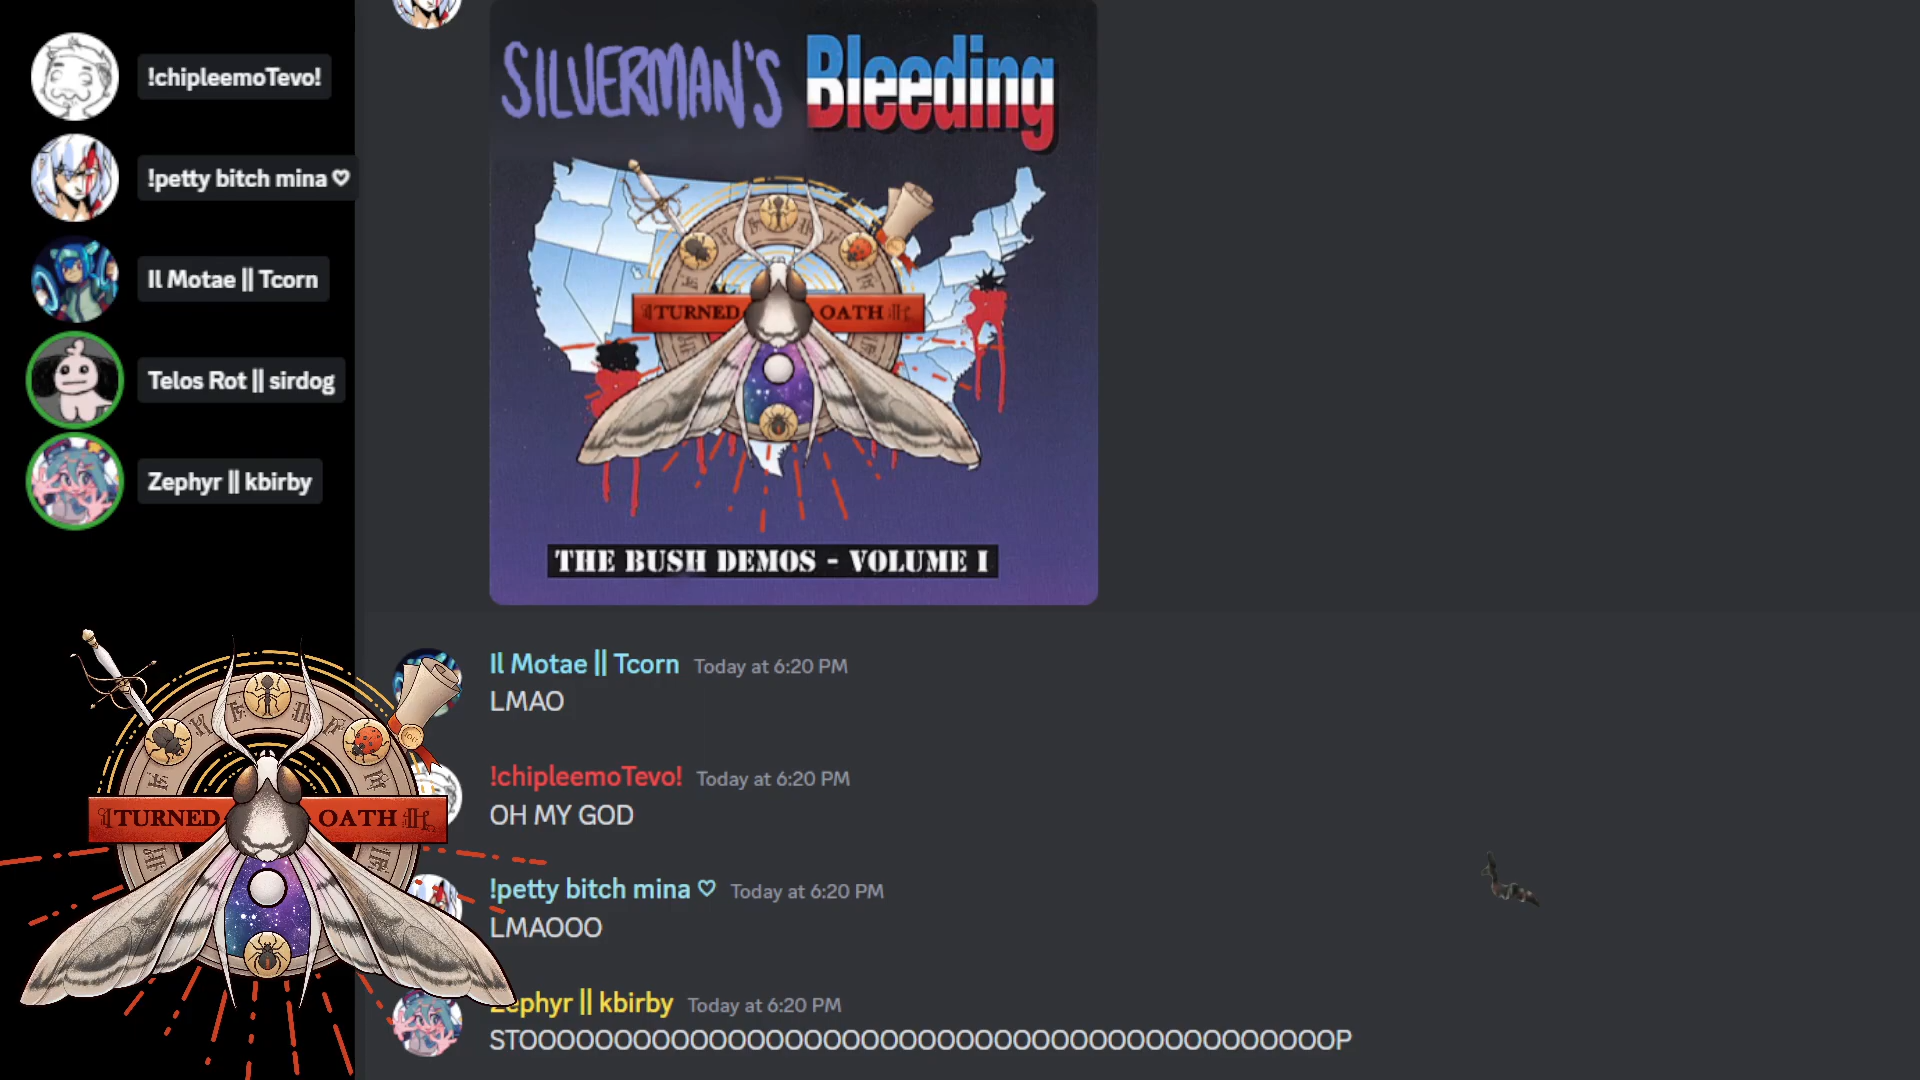 !chipleemoTevo!
!petty bitch mina ♡
Il Motae || Tcorn
Telos Rot || sirdog
Zephyr || kbirby
SILVERMAN'S Bleeding
TURNED OATH
THE BUSH DEMOS - VOLUME I
Il Motae || Tcorn Today at 6:20 PM
LMAO
!chipleemoTevo! Today at 6:20 PM
OH MY GOD
!petty bitch mina ♡ Today at 6:20 PM
LMAOOO
Zephyr || kbirby Today at 6:20 PM
STOOOOOOOOOOOOOOOOOOOOOOOOOOOOOOOOOOOOOOOOOOOOP
TURNED OATH